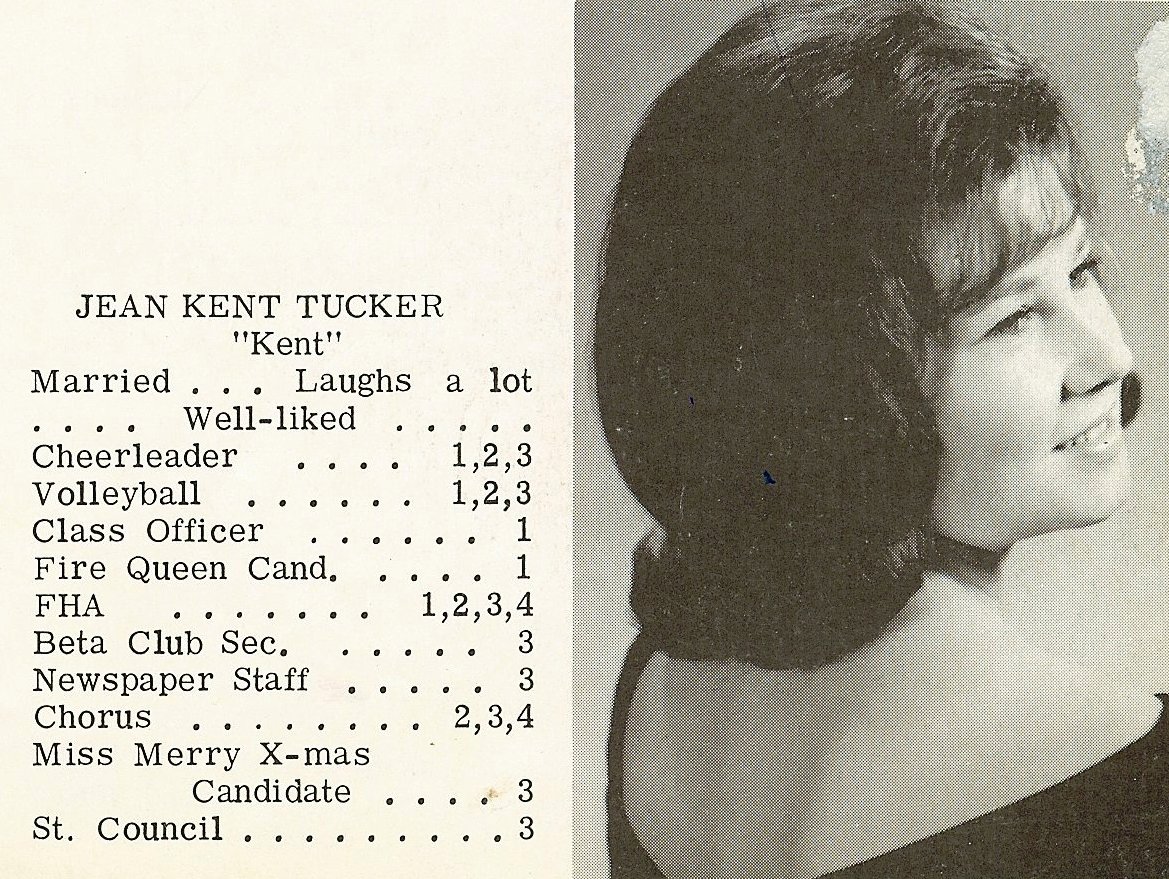 JEAN KENT TUCKER
"Kent"
Married . . . Laughs a lot
. . . . Well-liked . . . . .
Cheerleader . . . . 1,2,3
Volleyball . . . . . . 1,2,3
Class Officer . . . . . . 1
Fire Queen Cand. . . . . 1
FHA . . . . . . . 1,2,3,4
Beta Club Sec. . . . . . 3
Newspaper Staff . . . . . 3
Chorus . . . . . . . . 2,3,4
Miss Merry X-mas
Candidate . . . . 3
St. Council . . . . . . . . . 3